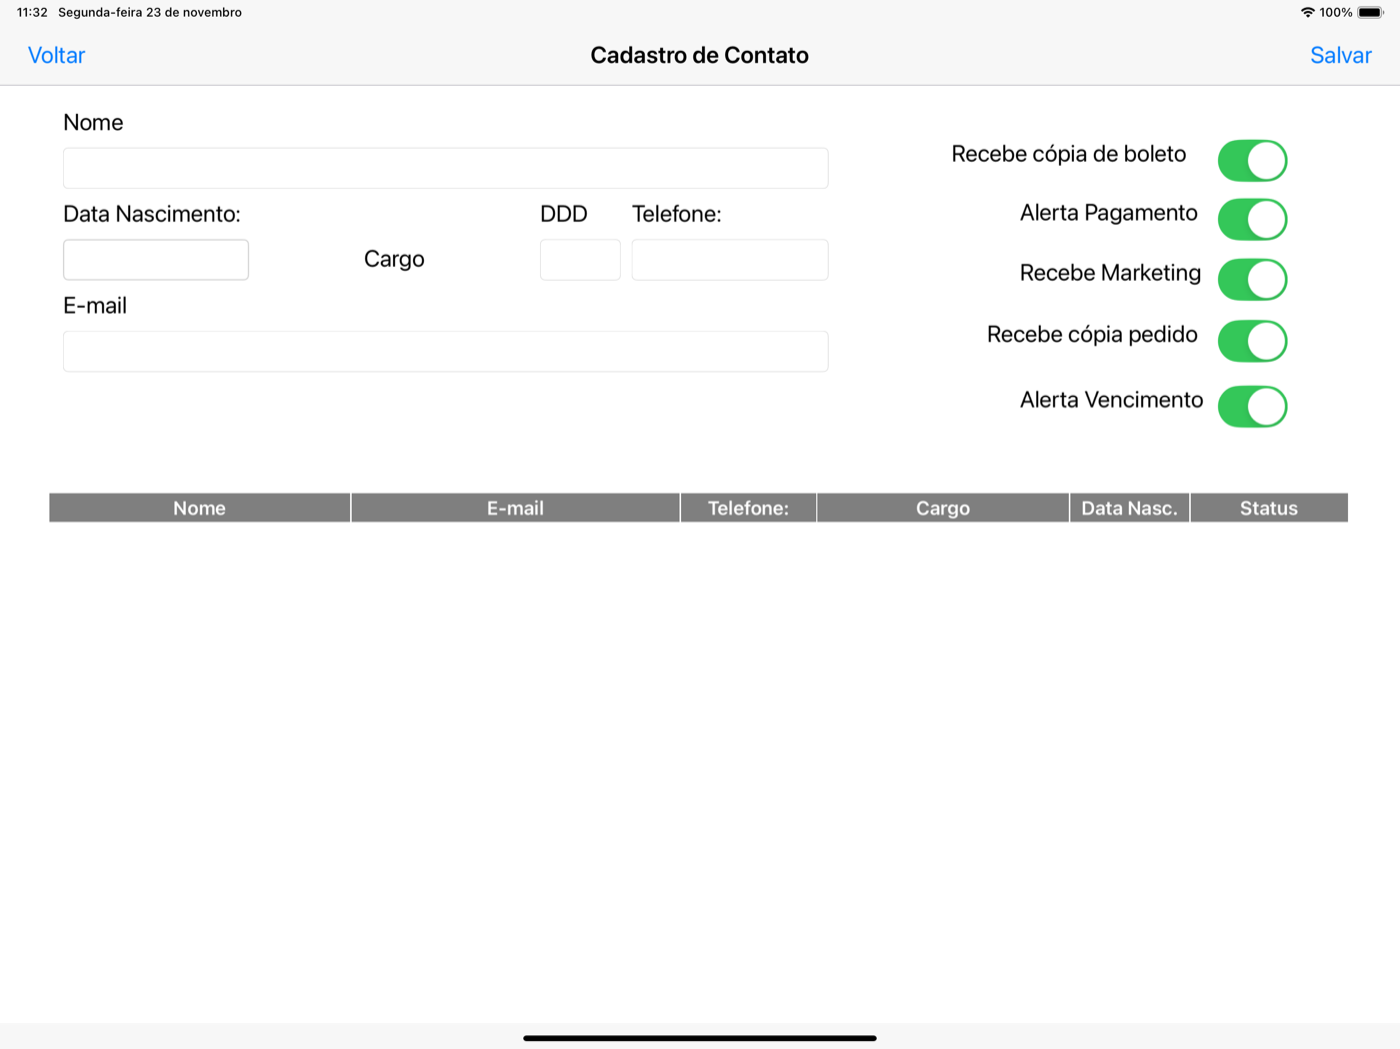 11:32 Segunda-feira 23 de novembro 100%
Voltar Cadastro de Contato Salvar
Nome
Recebe cópia de boleto
Data Nascimento: DDD Telefone:
Alerta Pagamento
Cargo
Recebe Marketing
E-mail
Recebe cópia pedido
Alerta Vencimento
Nome E-mail Telefone: Cargo Data Nasc. Status